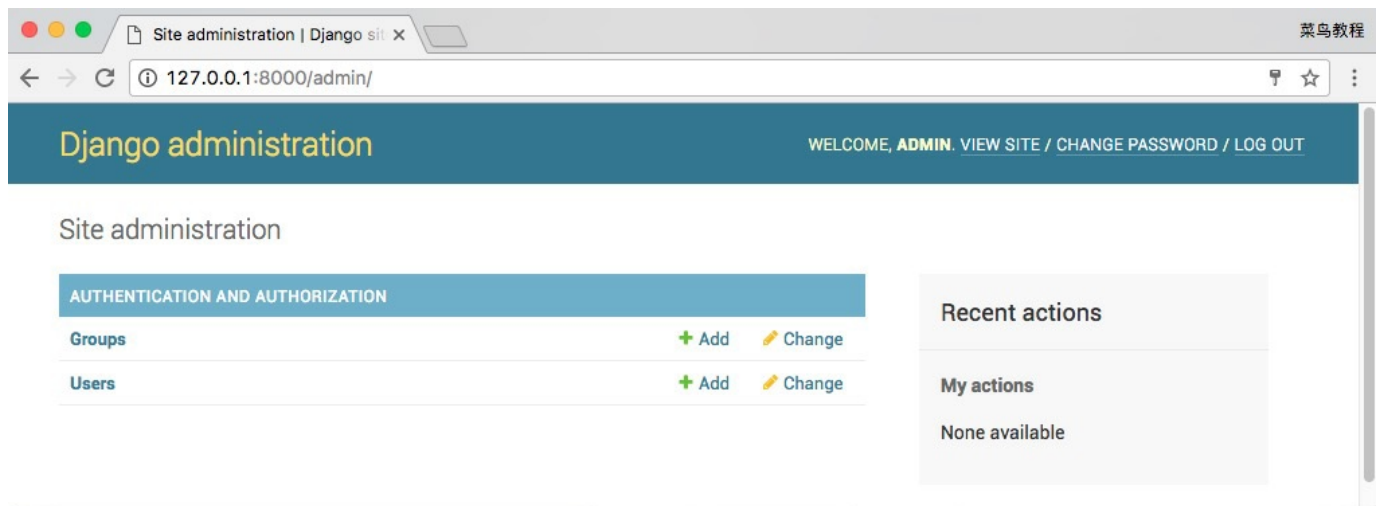 Site administration | Django sit
菜鸟教程
127.0.0.1:8000/admin/
Django administration
WELCOME, ADMIN. VIEW SITE / CHANGE PASSWORD / LOG OUT
Site administration
AUTHENTICATION AND AUTHORIZATION
Groups Add Change
Users Add Change
Recent actions
My actions
None available